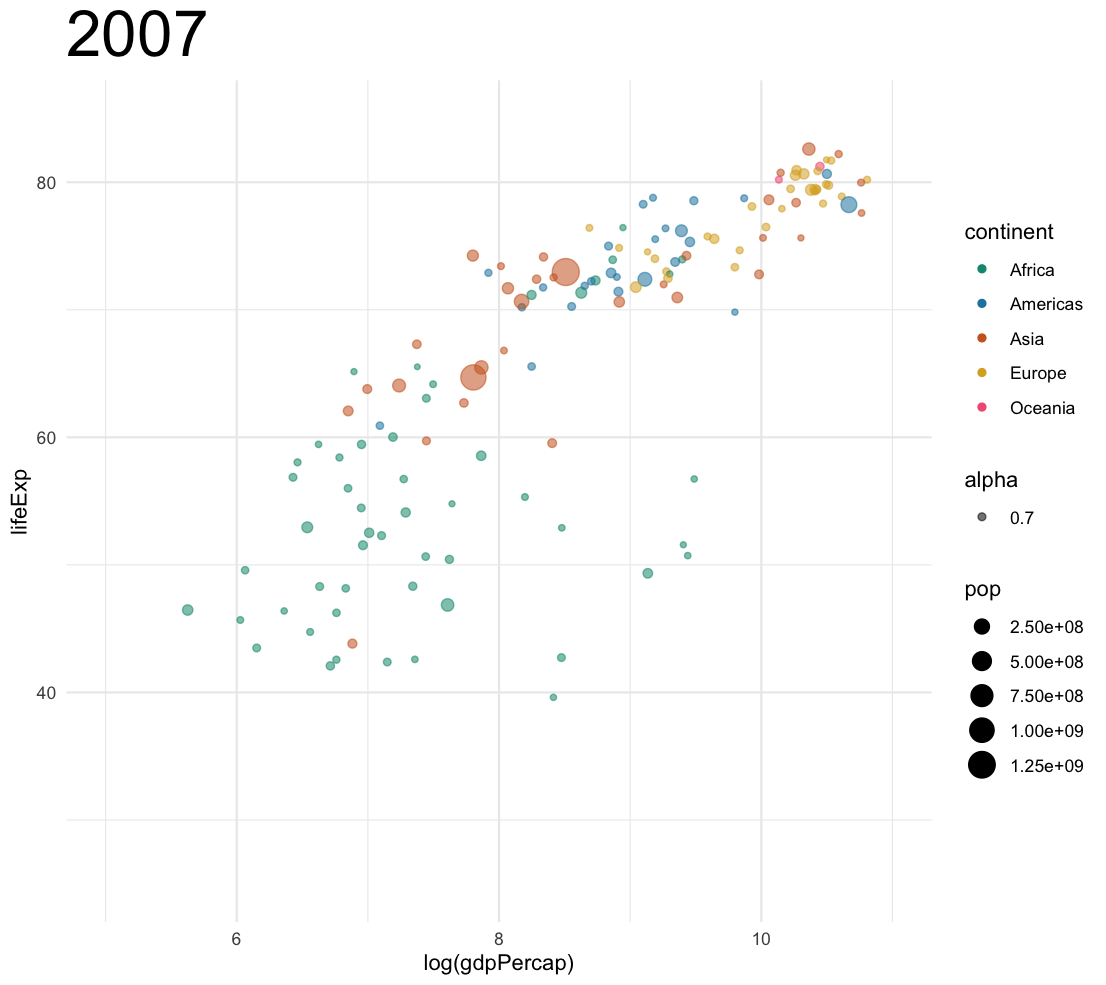 2007
lifeExp
80
60
40
6
8
10
log(gdpPercap)
continent
Africa
Americas
Asia
Europe
Oceania
alpha
0.7
pop
2.50e+08
5.00e+08
7.50e+08
1.00e+09
1.25e+09